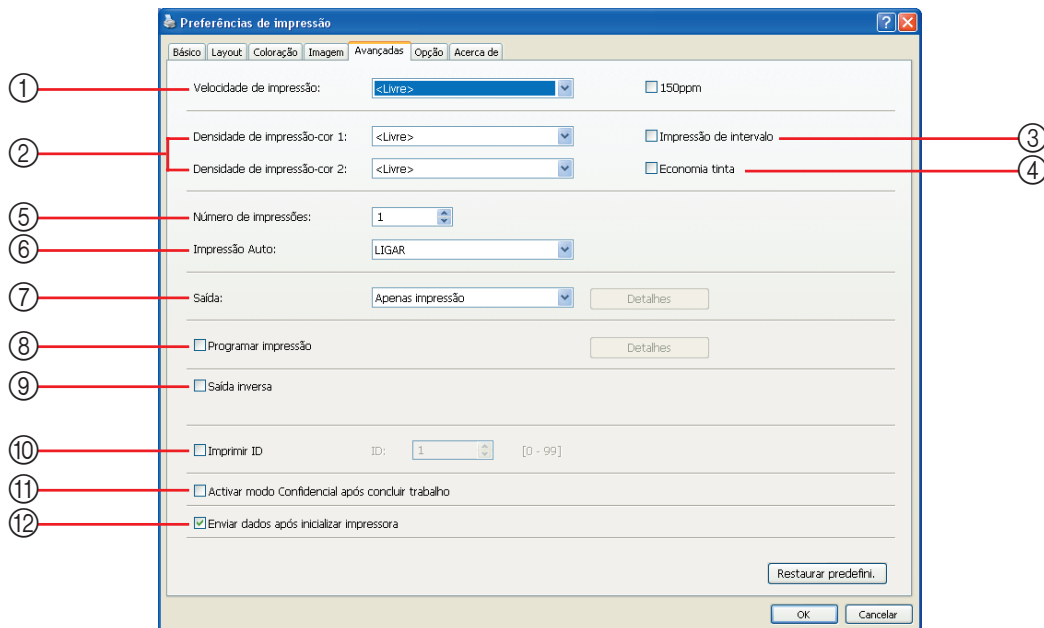 Preferências de impressão
Básico Layout Coloração Imagem Avançadas Opção Acerca de
① Velocidade de impressão: <Livre> 150ppm
② Densidade de impressão-cor 1: <Livre> Impressão de intervalo ③
Densidade de impressão-cor 2: <Livre> Economia tinta ④
⑤ Número de impressões: 1
⑥ Impressão Auto: LIGAR
⑦ Saída: Apenas impressão Detalhes
⑧ Programar impressão Detalhes
⑨ Saída inversa
⑩ Imprimir ID ID: 1 [0 - 99]
⑪ Activar modo Confidencial após concluir trabalho
⑫ Enviar dados após inicializar impressora
Restaurar predefini.
OK Cancelar